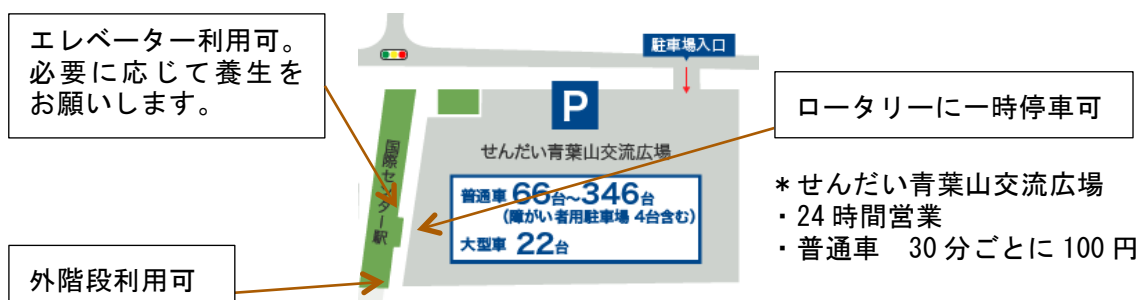 エレベーター利用可。
必要に応じて養生を
お願いします。
駐車場入口
P
ロータリーに一時停車可
せんだい青葉山交流広場
国際センター駅
普通車 66台~346台
(障がい者用駐車場 4台含む)
大型車 22台
*せんだい青葉山交流広場
・24時間営業
・普通車 30分ごとに100円
外階段利用可